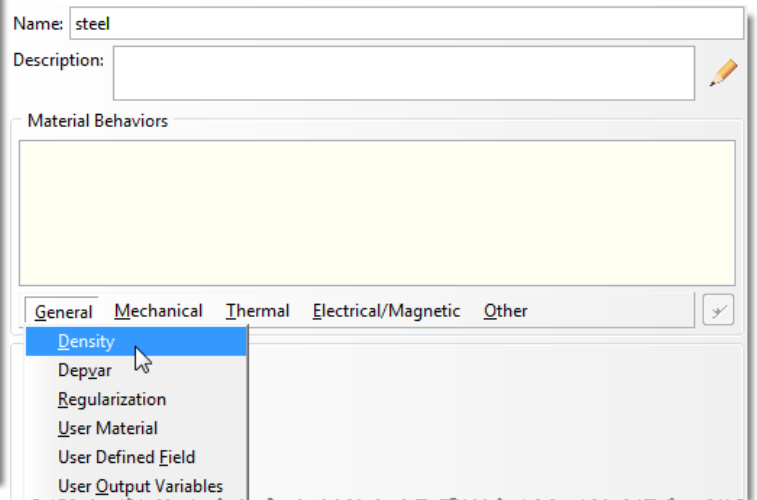 Name: steel
Description:
Material Behaviors
General Mechanical Thermal Electrical/Magnetic Other
Density
Depvar
Regularization
User Material
User Defined Field
User Output Variables